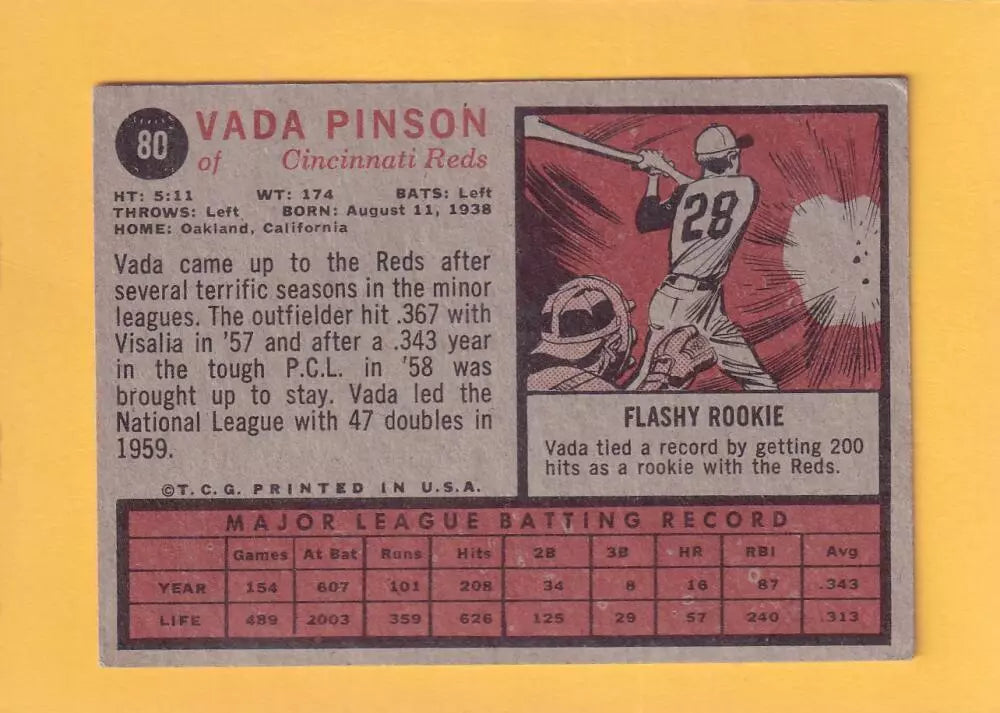 80
VADA PINSON
of Cincinnati Reds
HT: 5:11 WT: 174 BATS: Left
THROWS: Left BORN: August 11, 1938
HOME: Oakland, California
Vada came up to the Reds after
several terrific seasons in the minor
leagues. The outfielder hit .367 with
Visalia in '57 and after a .343 year
in the tough P.C.L. in '58 was
brought up to stay. Vada led the
National League with 47 doubles in
1959.
©T.C.G. PRINTED IN U.S.A.
28
FLASHY ROOKIE
Vada tied a record by getting 200
hits as a rookie with the Reds.
MAJOR LEAGUE BATTING RECORD
Games At Bat Runs Hits 2B 3B HR RBI Avg
YEAR 154 607 101 208 34 8 16 87 .343
LIFE 489 2003 359 626 125 29 57 240 .313